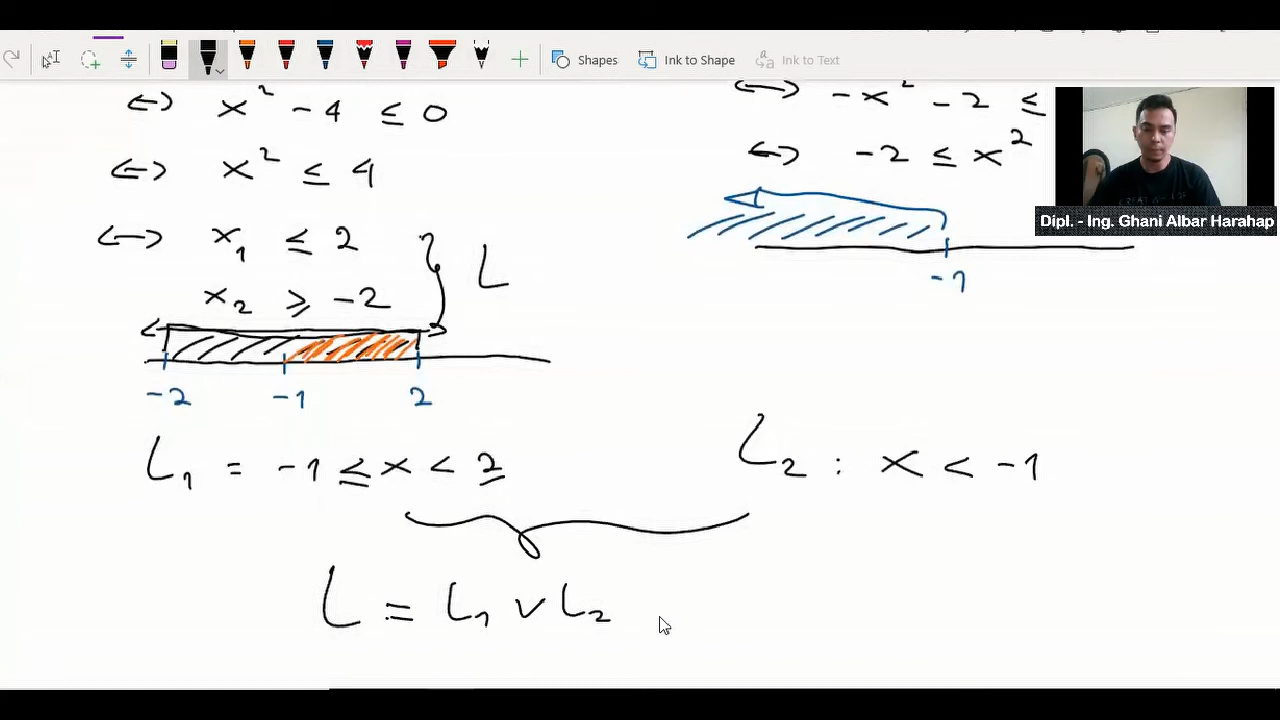 Shapes
Ink to Shape
Ink to Text
<-> x² - 4 ≤ 0
<-> x² ≤ 4
<-> x₁ ≤ 2
x₂ ≥ -2
L
-2 -1 2
L₁ = -1 ≤ x < 2
<-> -x² - 2 ≤
<-> -2 ≤ x²
Dipl. - Ing. Ghani Albar Harahap
-1
L₂ : x < -1
L = L₁ ∨ L₂